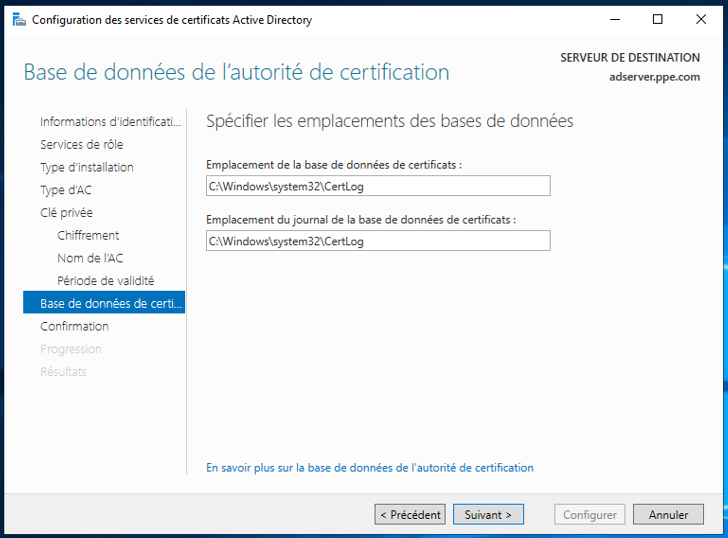 Configuration des services de certificats Active Directory
Base de données de l'autorité de certification
SERVEUR DE DESTINATION
adserver.ppe.com
Informations d'identificati...
Services de rôle
Type d'installation
Type d'AC
Clé privée
Chiffrement
Nom de l'AC
Période de validité
Base de données de certi...
Confirmation
Progression
Résultats
Spécifier les emplacements des bases de données
Emplacement de la base de données de certificats :
C:\Windows\system32\CertLog
Emplacement du journal de la base de données de certificats :
C:\Windows\system32\CertLog
En savoir plus sur la base de données de l'autorité de certification
< Précédent
Suivant >
Configurer
Annuler